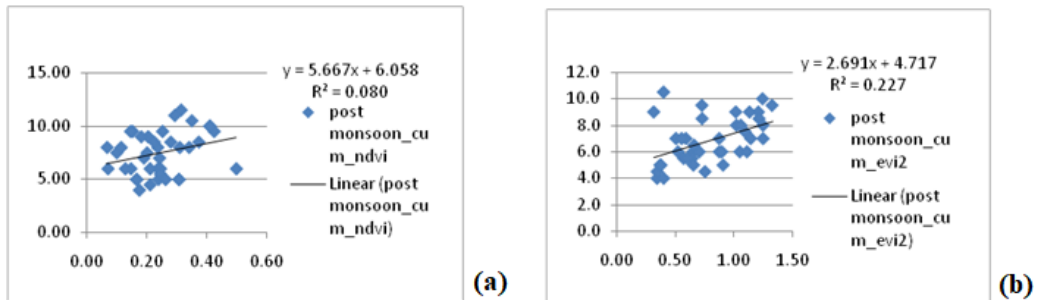 15.00
10.00
5.00
0.00
0.00 0.20 0.40 0.60
y = 5.667x + 6.058
R² = 0.080
post
monsoon_cu
m_ndvi
Linear (post
monsoon_cu
m_ndvi)
(a)
12.0
10.0
8.0
6.0
4.0
2.0
0.0
0.00 0.50 1.00 1.50
y = 2.691x + 4.717
R² = 0.227
post
monsoon_cu
m_evi2
Linear (post
monsoon_cu
m_evi2)
(b)